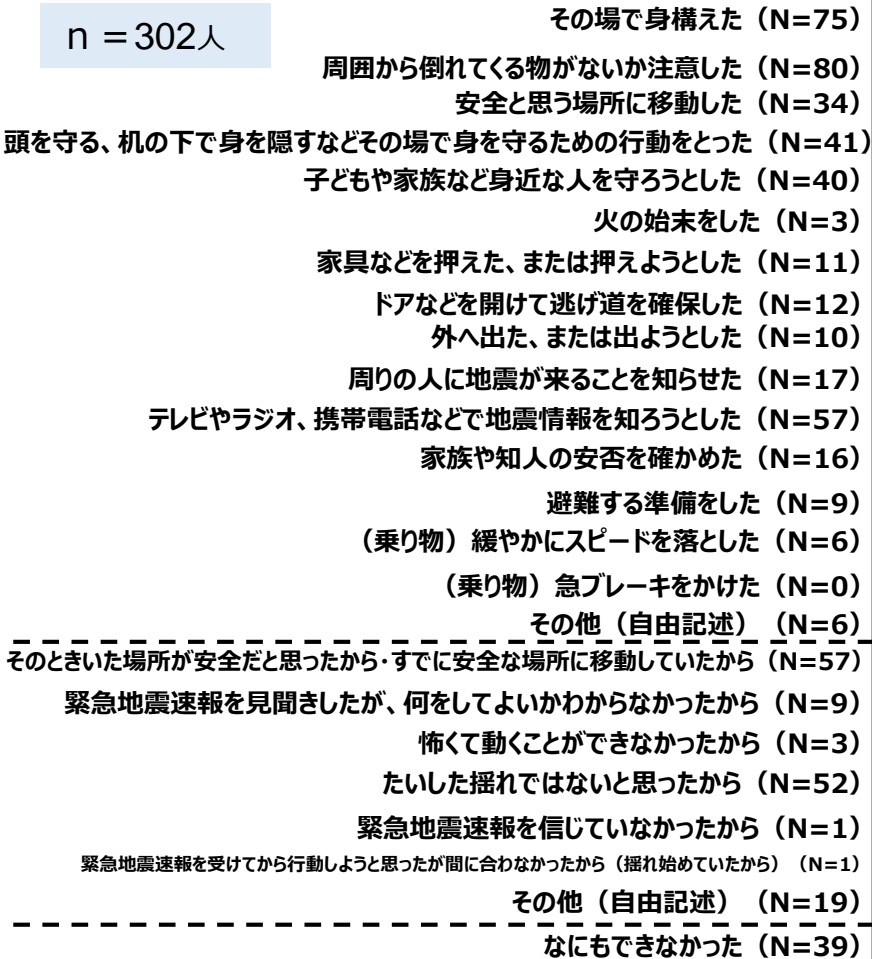 n＝302人
その場で身構えた（N=75）
周囲から倒れてくる物がないか注意した（N=80）
安全と思う場所に移動した（N=34）
頭を守る、机の下で身を隠すなどその場で身を守るための行動をとった（N=41）
子どもや家族など身近な人を守ろうとした（N=40）
火の始末をした（N=3）
家具などを押えた、または押えようとした（N=11）
ドアなどを開けて逃げ道を確保した（N=12）
外へ出た、または出ようとした（N=10）
周りの人に地震が来ることを知らせた（N=17）
テレビやラジオ、携帯電話などで地震情報を知ろうとした（N=57）
家族や知人の安否を確かめた（N=16）
避難する準備をした（N=9）
（乗り物）緩やかにスピードを落とした（N=6）
（乗り物）急ブレーキをかけた（N=0）
その他（自由記述）（N=6）
そのときいた場所が安全だと思ったから・すでに安全な場所に移動していたから（N=57）
緊急地震速報を見聞きしたが、何をしてよいかわからなかったから（N=9）
怖くて動くことができなかったから（N=3）
たいした揺れではないと思ったから（N=52）
緊急地震速報を信じていなかったから（N=1）
緊急地震速報を受けてから行動しようと思ったが間に合わなかったから（揺れ始めていたから）（N=1）
その他（自由記述）（N=19）
なにもできなかった（N=39）